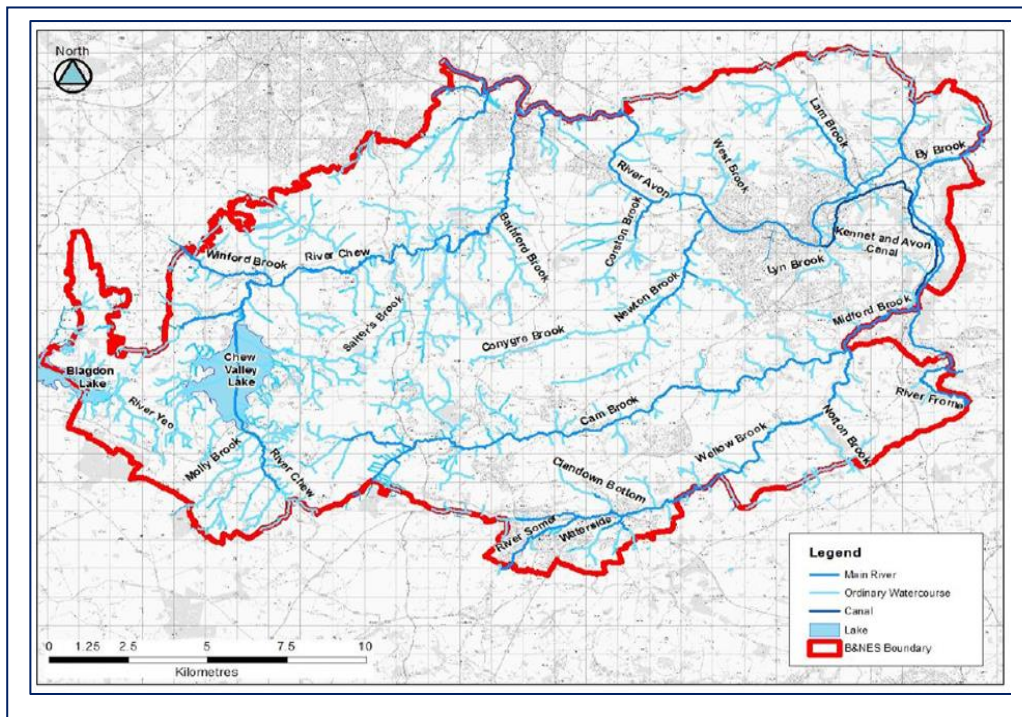 North
Lam Brook
By Brook
West Brook
River Avon
Corston Brook
Kennet and Avon
Canal
Lyn Brook
Bathford Brook
River Chew
Winford Brook
Newton Brook
Midford Brook
Salter's Brook
Conygre Brook
Chew
Valley
Lake
Blagdon
Lake
River Yeo
River Frome
Cam Brook
Norton Brook
Wellow Brook
Molly Brook
River Chew
Clandown Bottom
River Somer
Waterside
Legend
Main River
Ordinary Watercourse
Canal
Lake
B&NES Boundary
0 1.25 2.5 5 7.5 10
Kilometres